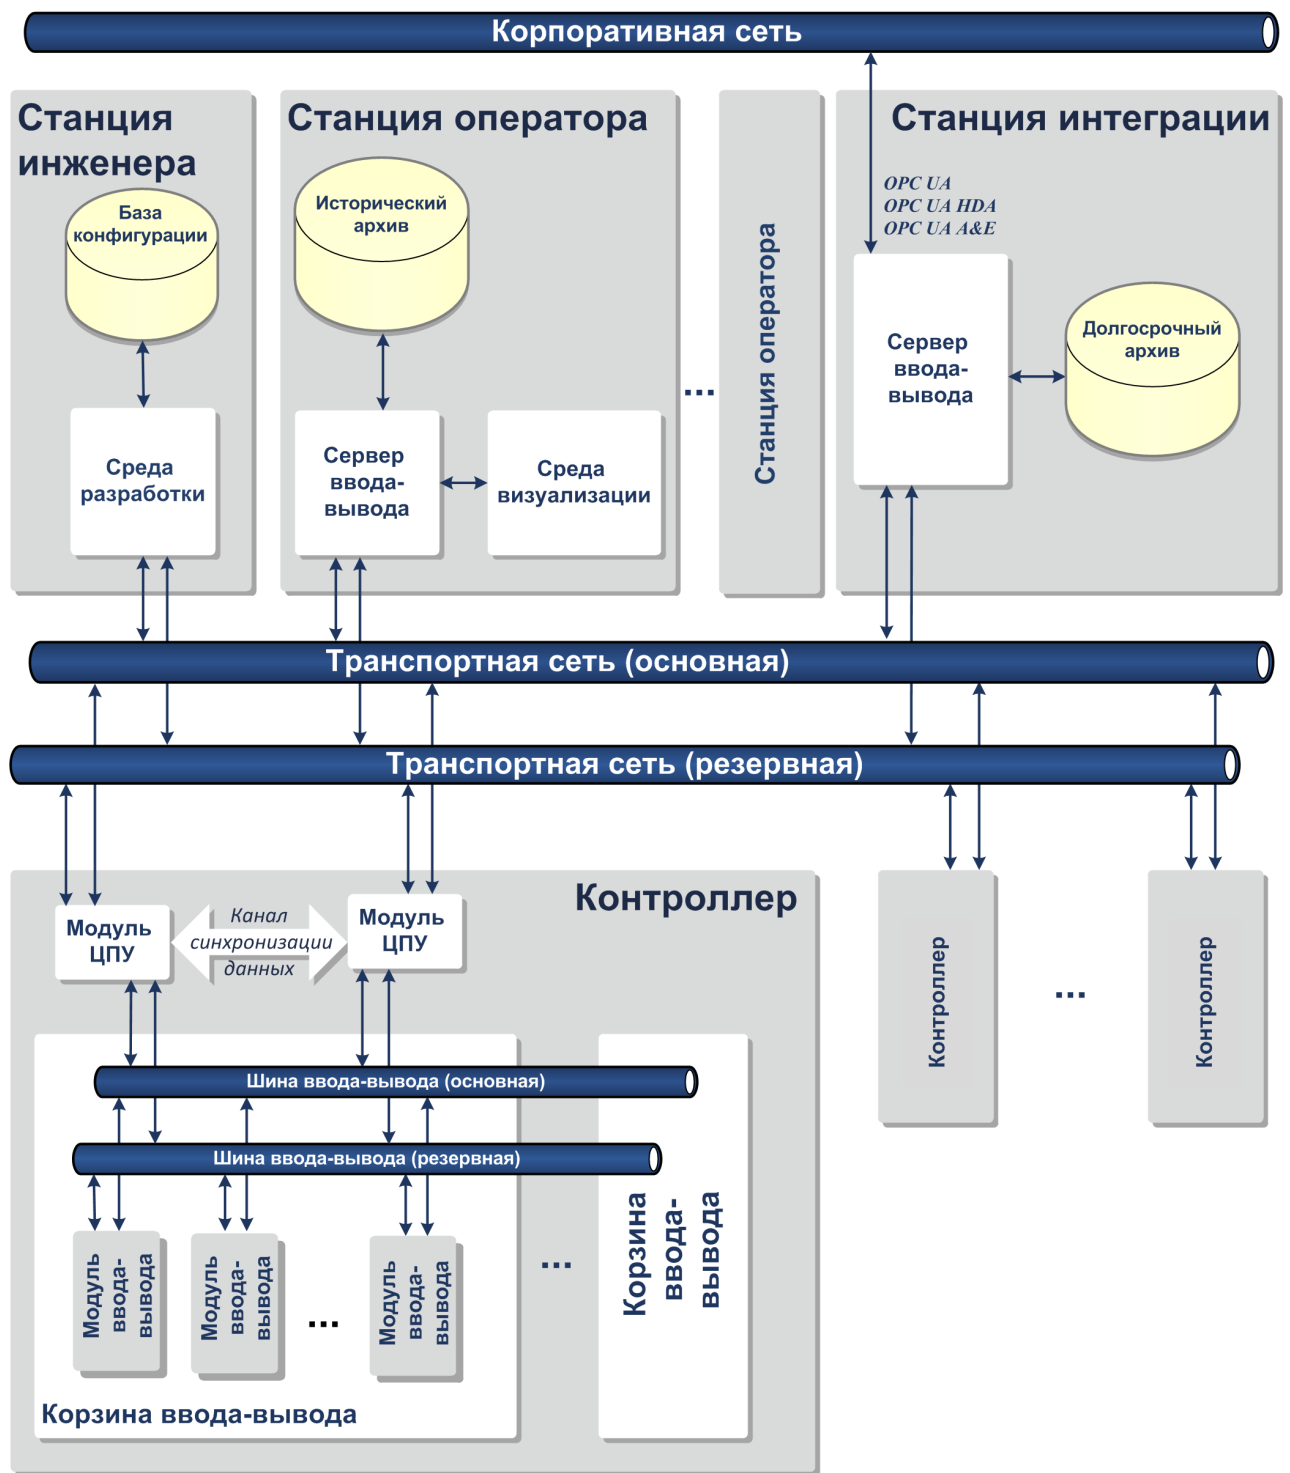 Корпоративная сеть
Станция
инженера
База
конфигурации
Среда
разработки
Станция оператора
Исторический
архив
Сервер
ввода-
вывода
Среда
визуализации
...
Станция оператора
Станция интеграции
OPC UA
OPC UA HDA
OPC UA A&E
Сервер
ввода-
вывода
Долгосрочный
архив
Транспортная сеть (основная)
Транспортная сеть (резервная)
Контроллер
Модуль
ЦПУ
Канал
синхронизации
данных
Модуль
ЦПУ
Шина ввода-вывода (основная)
Шина ввода-вывода (резервная)
Модуль
ввода-
вывода
Модуль
ввода-
вывода
...
Модуль
ввода-
вывода
Корзина ввода-вывода
...
Корзина
ввода-
вывода
Контроллер
...
Контроллер